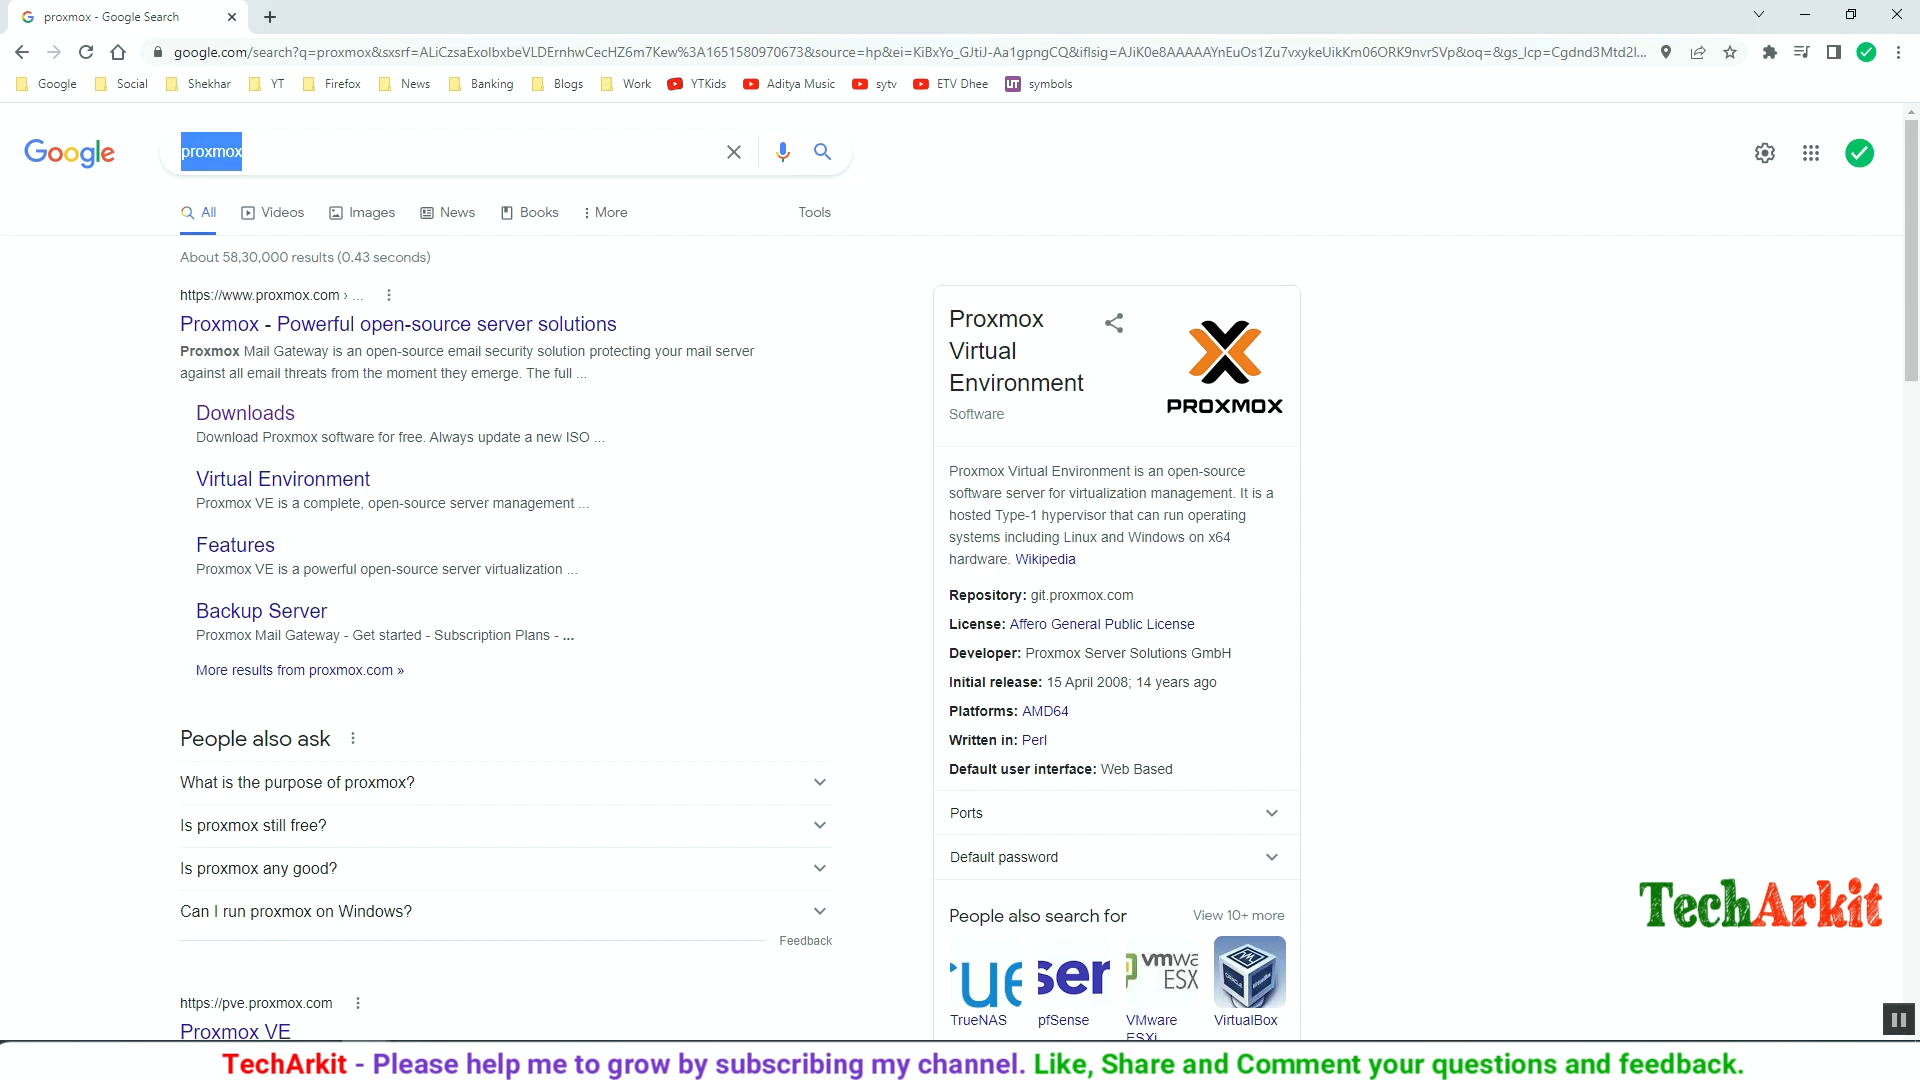 proxmox - Google Search
google.com/search?q=proxmox&sxsrf=ALiCzsaExolbxbeVLDErnhwCecHZ6m7Kew%3A1651580970673&source=hp&ei=KiBxYo_GJtiJ-Aa1gpngCQ&iflsig=AJiK0e8AAAAAYnEuOs1Zu7vxykeUikKm06ORK9nvrSVp&oq=&gs_lcp=Cgdnd3Mtd2l...
Google Social Shekhar YT Firefox News Banking Blogs Work YTKids Aditya Music sytv ETV Dhee UT symbols
Google
proxmox
All Videos Images News Books More Tools
About 58,30,000 results (0.43 seconds)
https://www.proxmox.com › ...
Proxmox - Powerful open-source server solutions
Proxmox Mail Gateway is an open-source email security solution protecting your mail server
against all email threats from the moment they emerge. The full ...
Downloads
Download Proxmox software for free. Always update a new ISO ...
Virtual Environment
Proxmox VE is a complete, open-source server management ...
Features
Proxmox VE is a powerful open-source server virtualization ...
Backup Server
Proxmox Mail Gateway - Get started - Subscription Plans - ...
More results from proxmox.com »
People also ask
What is the purpose of proxmox?
Is proxmox still free?
Is proxmox any good?
Can I run proxmox on Windows?
Feedback
https://pve.proxmox.com
Proxmox VE
Proxmox
Virtual
Environment
Software
PROXMOX
Proxmox Virtual Environment is an open-source
software server for virtualization management. It is a
hosted Type-1 hypervisor that can run operating
systems including Linux and Windows on x64
hardware. Wikipedia
Repository: git.proxmox.com
License: Affero General Public License
Developer: Proxmox Server Solutions GmbH
Initial release: 15 April 2008; 14 years ago
Platforms: AMD64
Written in: Perl
Default user interface: Web Based
Ports
Default password
People also search for View 10+ more
vmwa
ESX
TrueNAS pfSense VMware VirtualBox
ESXi
TechArkit
TechArkit - Please help me to grow by subscribing my channel. Like, Share and Comment your questions and feedback.